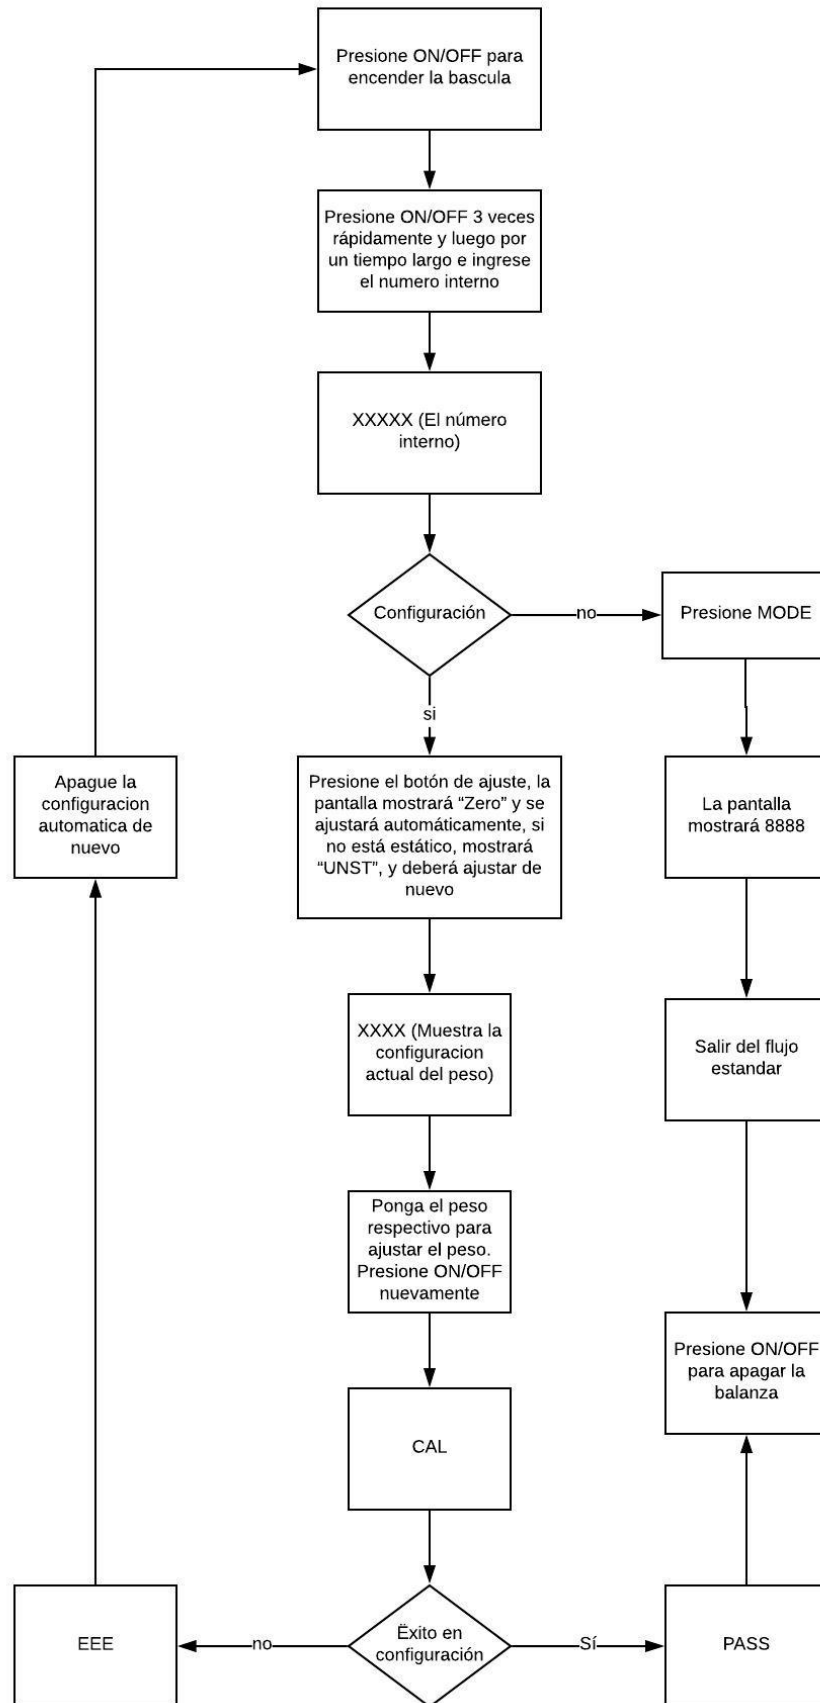 Presione ON/OFF para
encender la bascula
Presione ON/OFF 3 veces
rápidamente y luego por
un tiempo largo e ingrese
el numero interno
XXXXX (El número
interno)
Configuración
no
Presione MODE
si
Apague la
configuracion
automatica de
nuevo
Presione el botón de ajuste, la
pantalla mostrará “Zero” y se
ajustará automáticamente, si
no está estático, mostrará
“UNST”, y deberá ajustar de
nuevo
La pantalla
mostrará 8888
XXXX (Muestra la
configuracion
actual del peso)
Salir del flujo
estandar
Ponga el peso
respectivo para
ajustar el peso.
Presione ON/OFF
nuevamente
Presione ON/OFF
para apagar la
balanza
CAL
EEE
no
Ëxito en
configuración
Sí
PASS